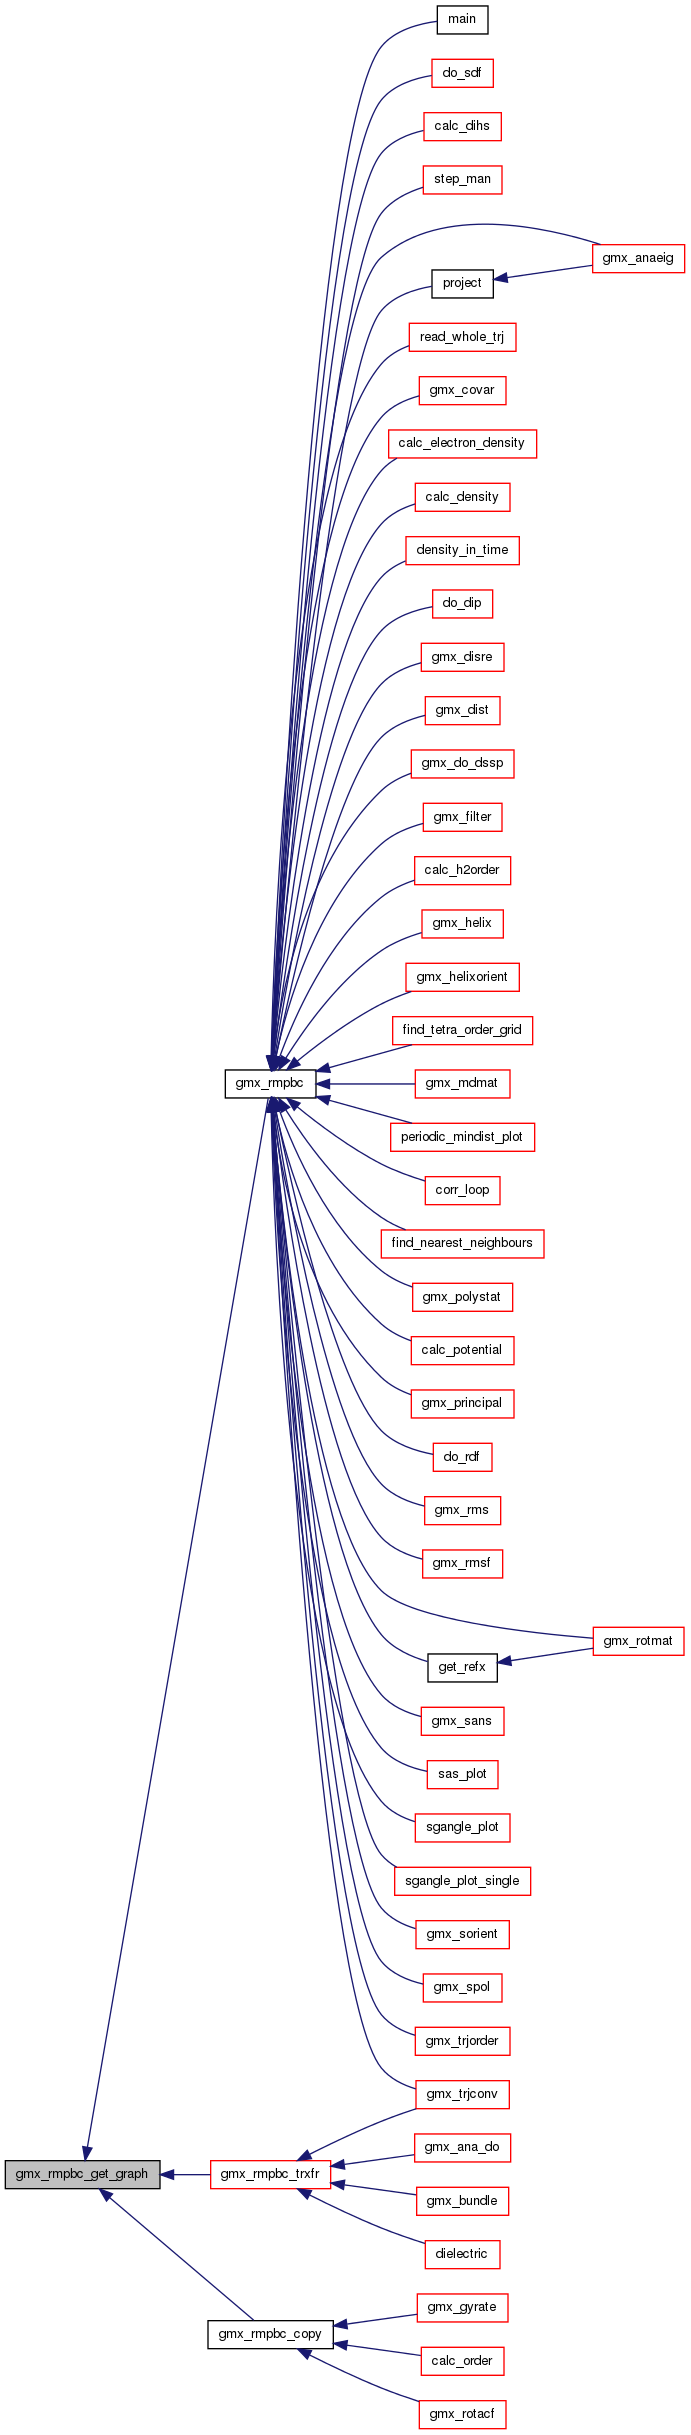 main
do_sdf
calc_dihs
step_man
gmx_anaeig
project
read_whole_trj
gmx_covar
calc_electron_density
calc_density
density_in_time
do_dip
gmx_disre
gmx_dist
gmx_do_dssp
gmx_filter
calc_h2order
gmx_helix
gmx_helixorient
find_tetra_order_grid
gmx_rmpbc
gmx_mdmat
periodic_mindist_plot
corr_loop
find_nearest_neighbours
gmx_polystat
calc_potential
gmx_principal
do_rdf
gmx_rms
gmx_rmsf
gmx_rotmat
get_refx
gmx_sans
sas_plot
sgangle_plot
sgangle_plot_single
gmx_sorient
gmx_spol
gmx_trjorder
gmx_trjconv
gmx_ana_do
gmx_rmpbc_get_graph
gmx_rmpbc_trxfr
gmx_bundle
dielectric
gmx_gyrate
gmx_rmpbc_copy
calc_order
gmx_rotacf